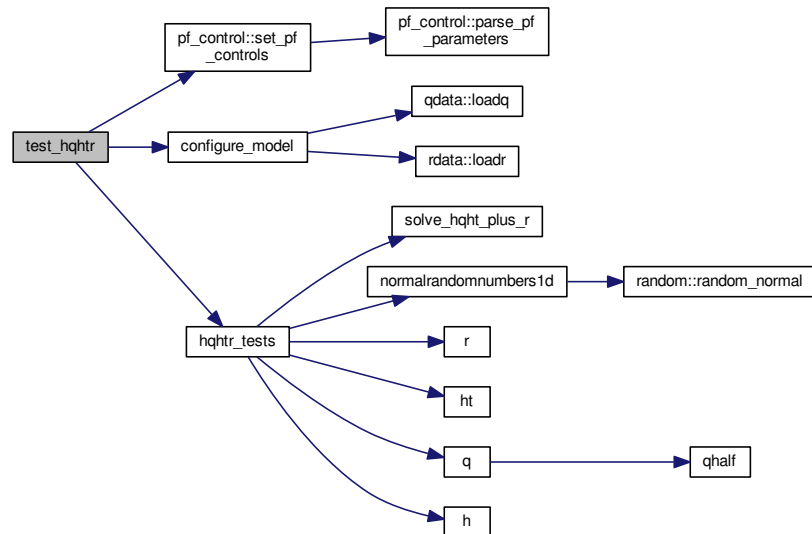 pf_control::set_pf
_controls
pf_control::parse_pf
_parameters
qdata::loadq
test_hqhtr
configure_model
rdata::loadr
solve_hqht_plus_r
normalrandomnumbers1d
random::random_normal
hqhtr_tests
r
ht
q
qhalf
h